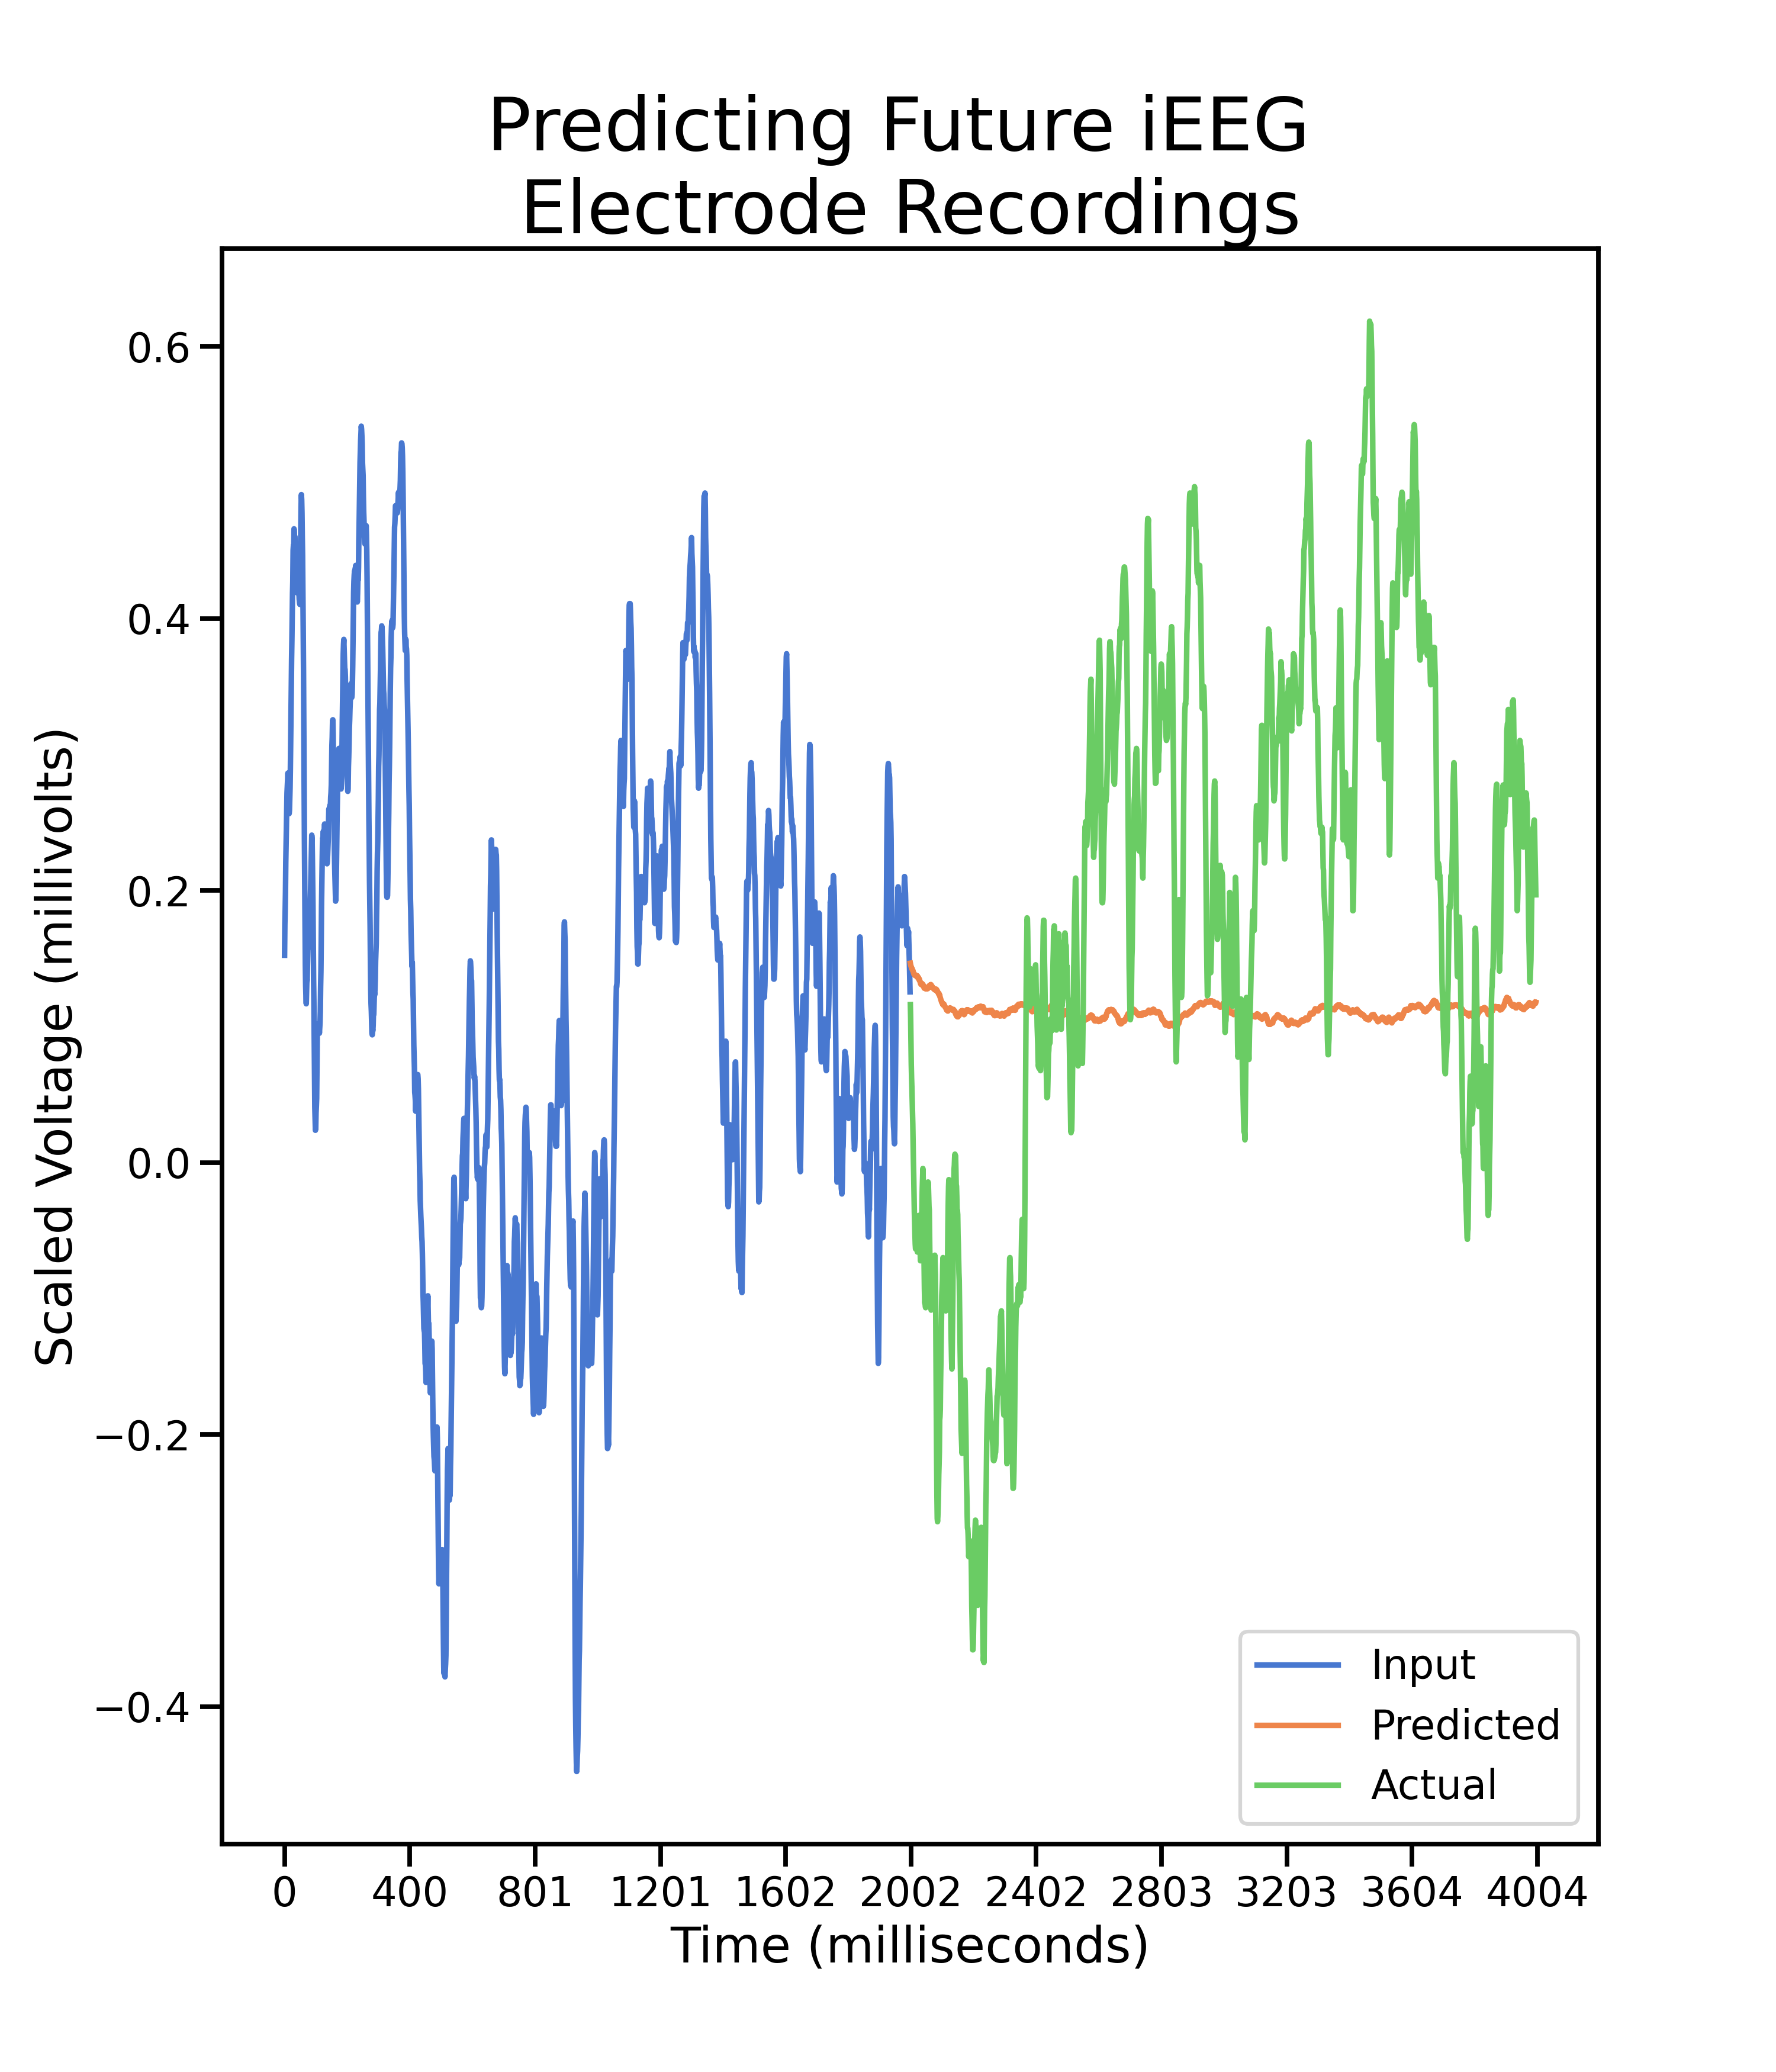 Predicting Future iEEG
Electrode Recordings
Scaled Voltage (millivolts)
0.6
0.4
0.2
0.0
−0.2
−0.4
Input
Predicted
Actual
0 400 801 1201 1602 2002 2402 2803 3203 3604 4004
Time (milliseconds)